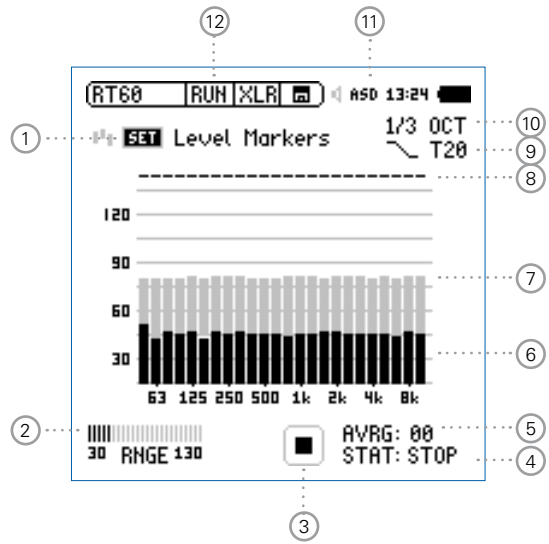 12
11
RT60 RUN XLR ASD 13:24
1 SET Level Markers 1/3 OCT 10
T20 9
8
120
90
7
60
6
30
63 125 250 500 1k 2k 4k 8k
2 AVRG: 00 5
30 RNGE 130 STAT: STOP 4
3